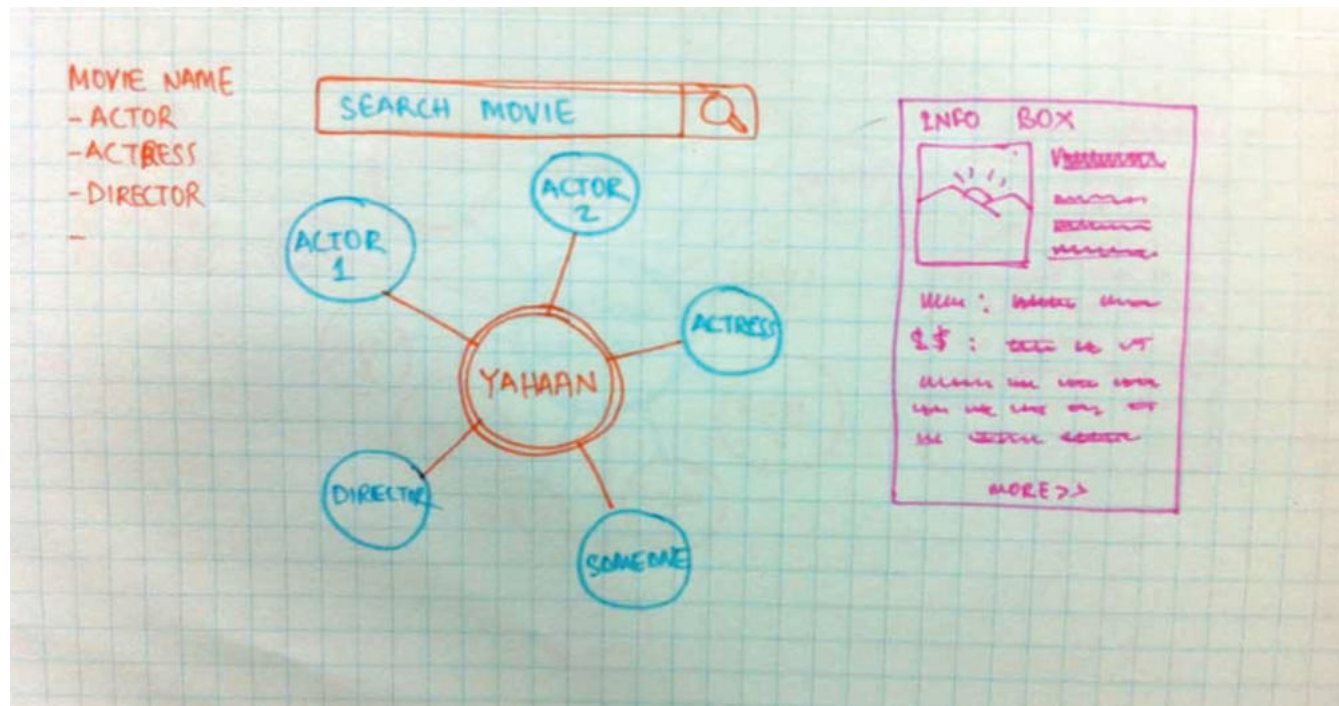 MOVIE NAME
- ACTOR
- ACTRESS
- DIRECTOR
-
SEARCH MOVIE
ACTOR
2
ACTOR
1
ACTRESS
YAHAAN
DIRECTOR
SOMEONE
INFO BOX
MORE >>